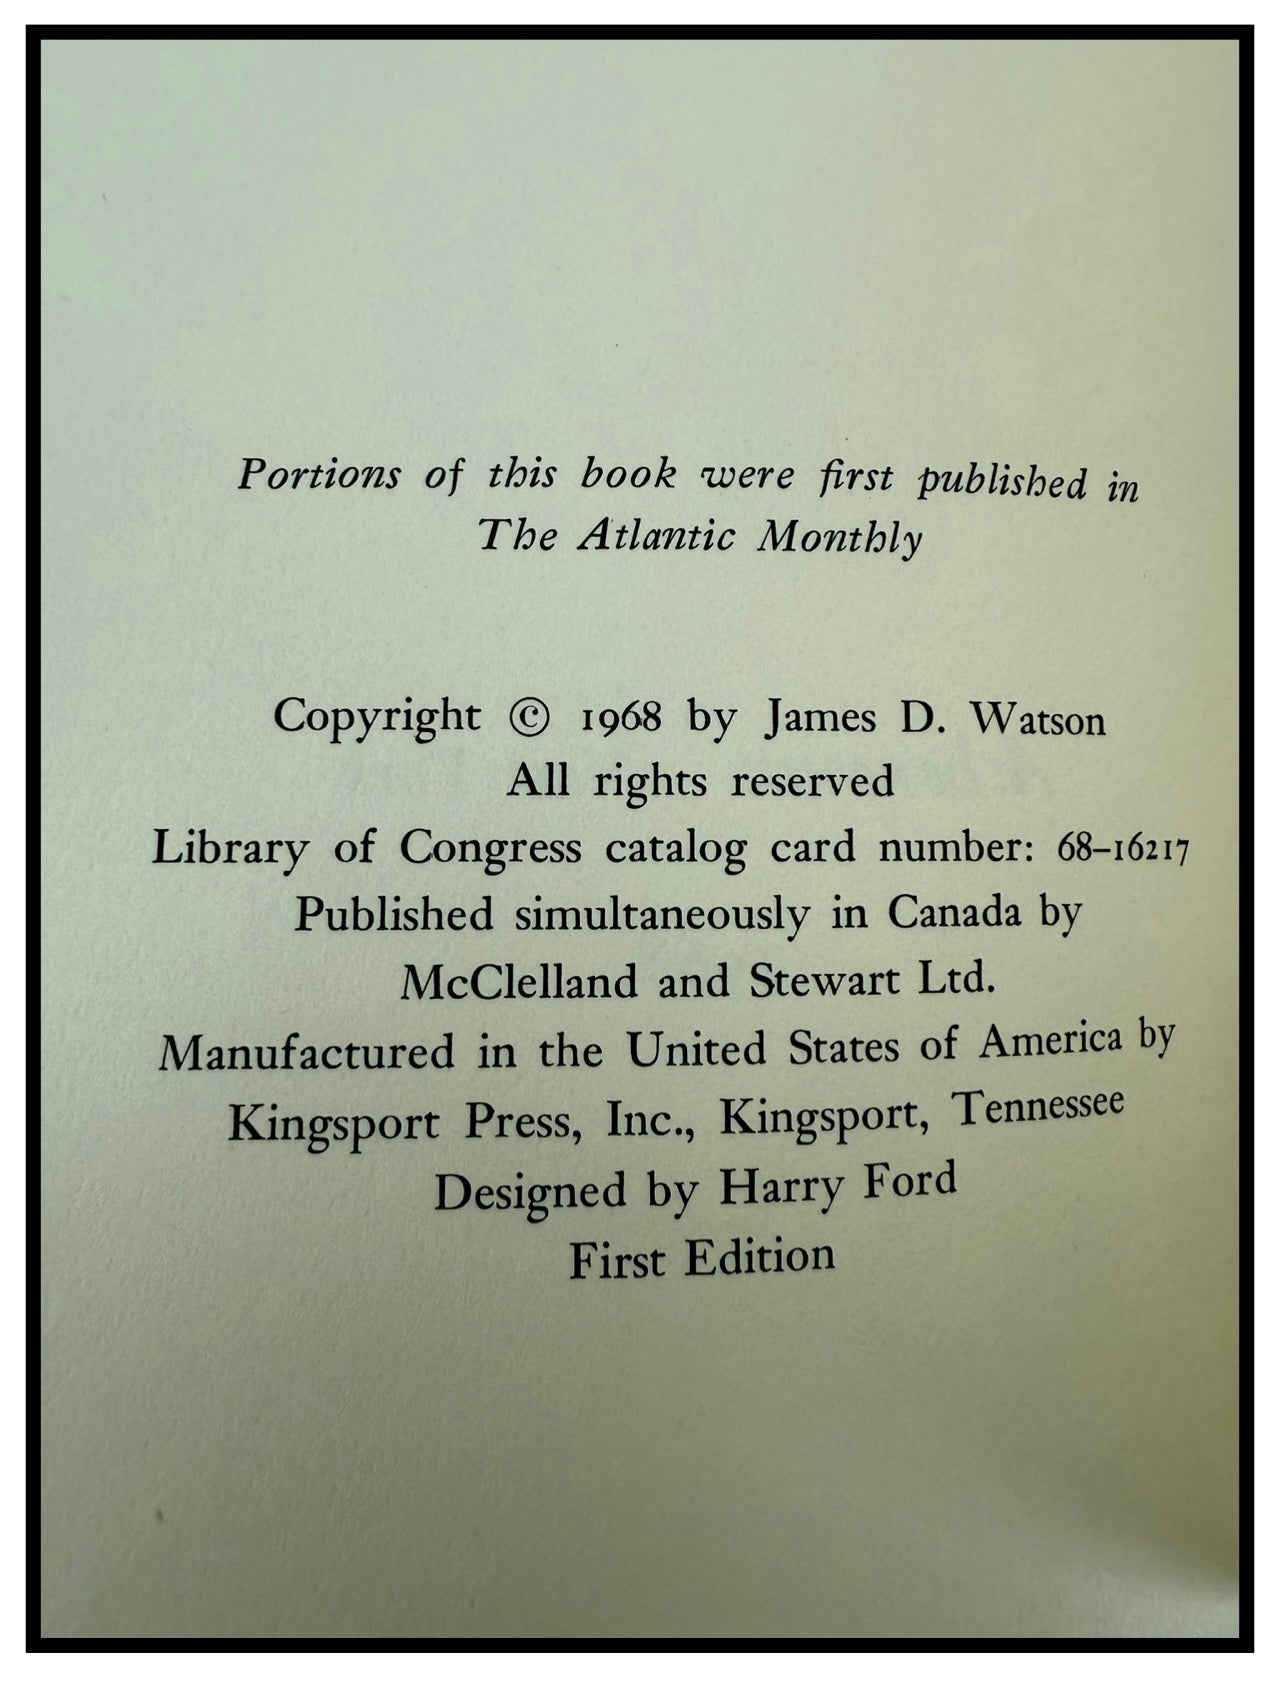 Portions of this book were first published in
The Atlantic Monthly
Copyright © 1968 by James D. Watson
All rights reserved
Library of Congress catalog card number: 68–16217
Published simultaneously in Canada by
McClelland and Stewart Ltd.
Manufactured in the United States of America by
Kingsport Press, Inc., Kingsport, Tennessee
Designed by Harry Ford
First Edition